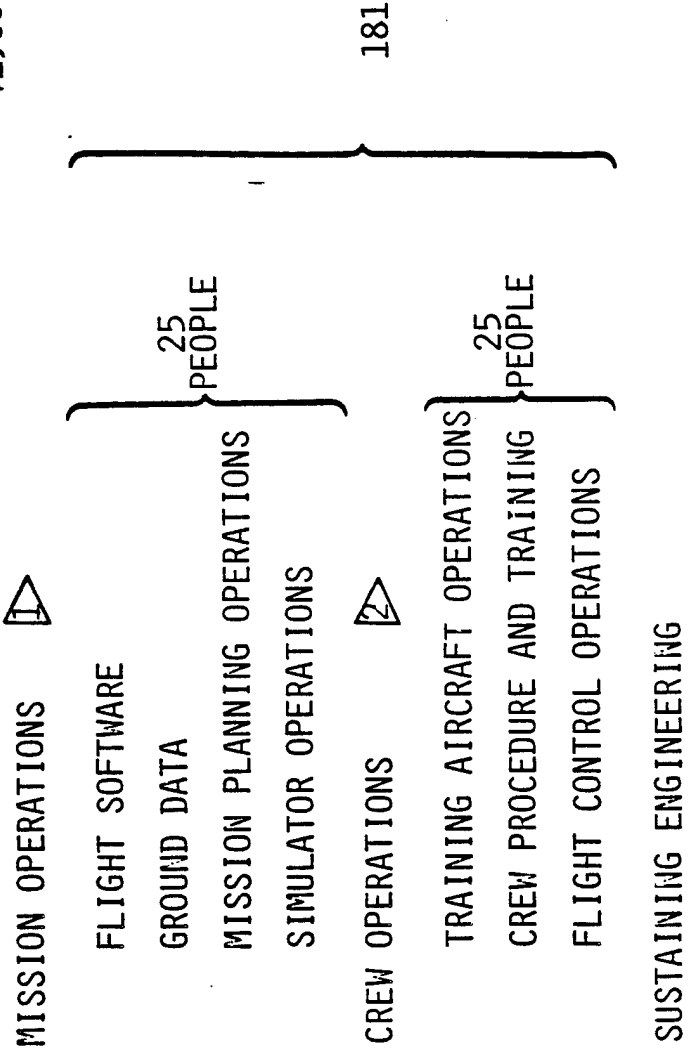 MISSION OPERATIONS 1
FLIGHT SOFTWARE
GROUND DATA
MISSION PLANNING OPERATIONS
SIMULATOR OPERATIONS
25
PEOPLE
CREW OPERATIONS 2
TRAINING AIRCRAFT OPERATIONS
CREW PROCEDURE AND TRAINING
FLIGHT CONTROL OPERATIONS
25
PEOPLE
181
SUSTAINING ENGINEERING